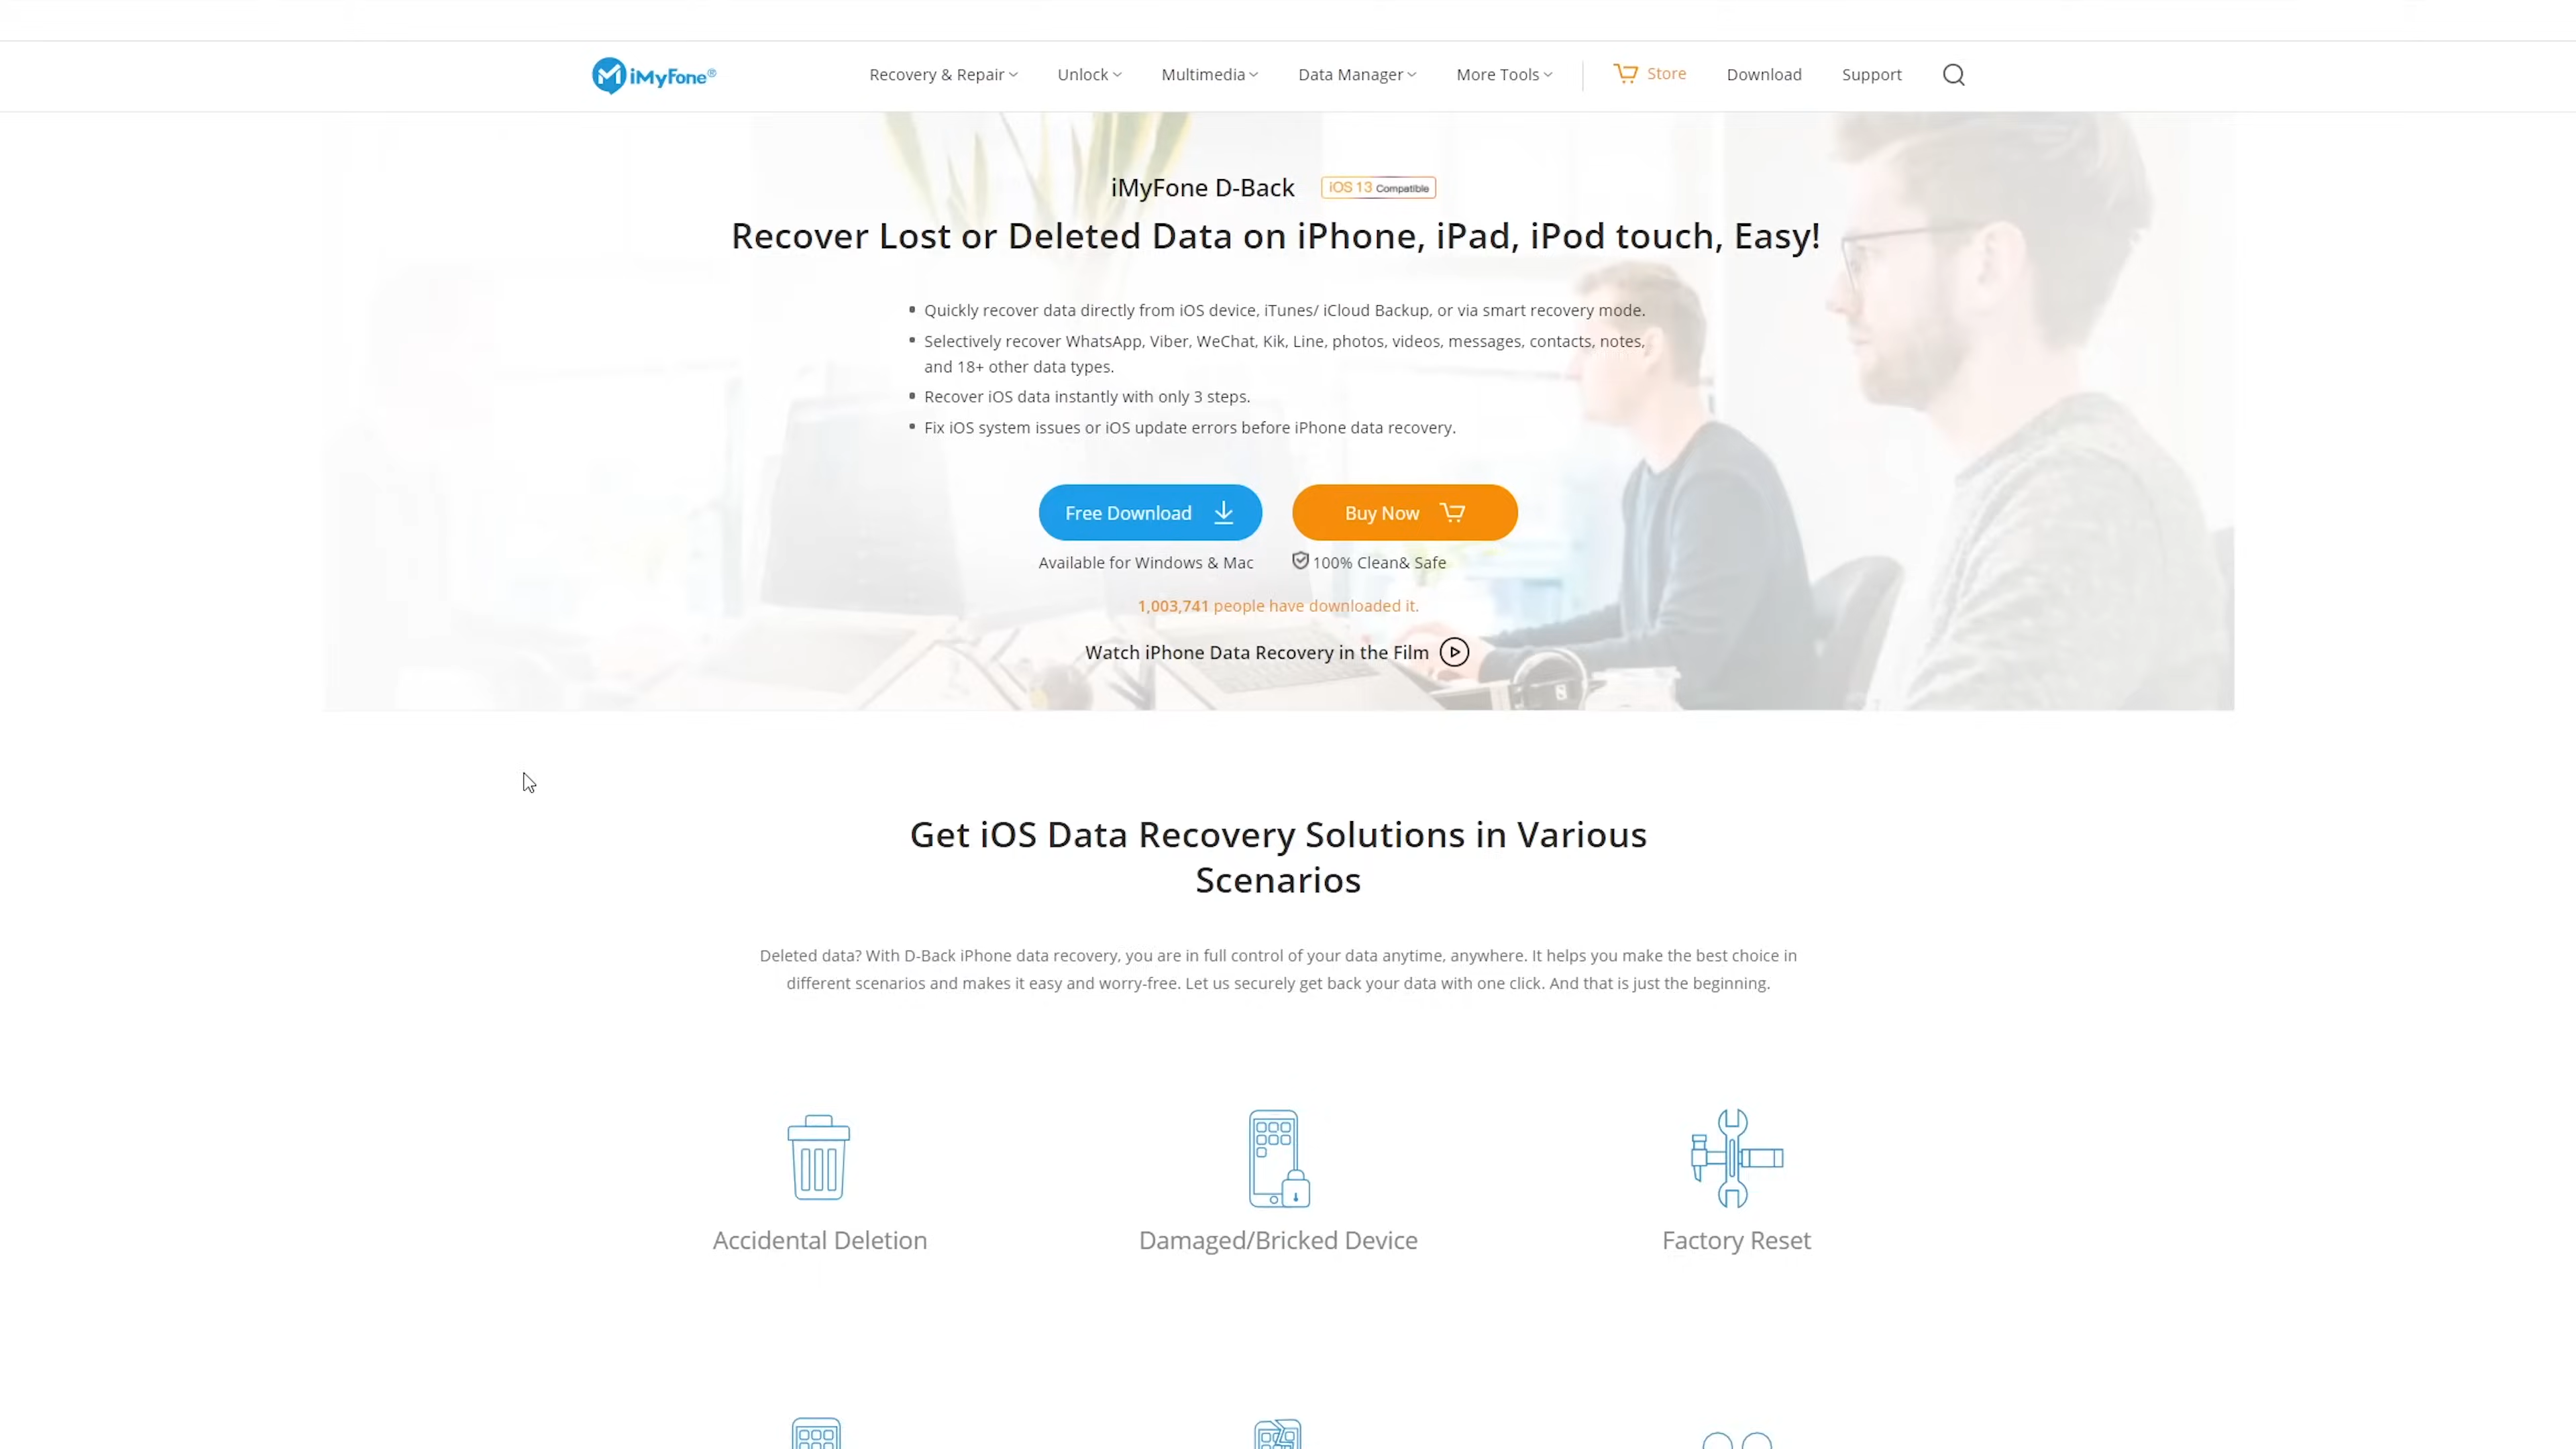 iMyFone®
Recovery & Repair
Unlock
Multimedia
Data Manager
More Tools
Store
Download
Support
iMyFone D-Back
iOS 13 Compatible
Recover Lost or Deleted Data on iPhone, iPad, iPod touch, Easy!
Quickly recover data directly from iOS device, iTunes/ iCloud Backup, or via smart recovery mode.
Selectively recover WhatsApp, Viber, WeChat, Kik, Line, photos, videos, messages, contacts, notes,
and 18+ other data types.
Recover iOS data instantly with only 3 steps.
Fix iOS system issues or iOS update errors before iPhone data recovery.
Free Download
Buy Now
Available for Windows & Mac
100% Clean& Safe
1,003,741 people have downloaded it.
Watch iPhone Data Recovery in the Film
Get iOS Data Recovery Solutions in Various
Scenarios
Deleted data? With D-Back iPhone data recovery, you are in full control of your data anytime, anywhere. It helps you make the best choice in
different scenarios and makes it easy and worry-free. Let us securely get back your data with one click. And that is just the beginning.
Accidental Deletion
Damaged/Bricked Device
Factory Reset